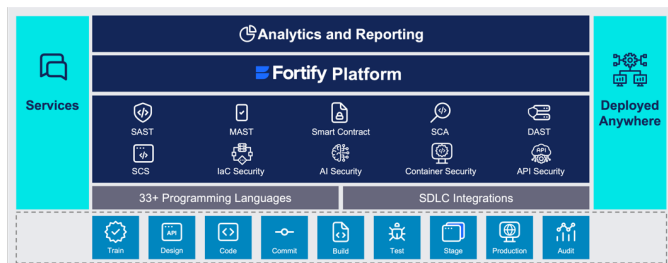 Analytics and Reporting
Fortify Platform
Services
Deployed
Anywhere
SAST
MAST
Smart Contract
SCA
DAST
SCS
IaC Security
AI Security
Container Security
API Security
33+ Programming Languages
SDLC Integrations
Train
API
Design
Code
Commit
Build
Test
Stage
Production
Audit